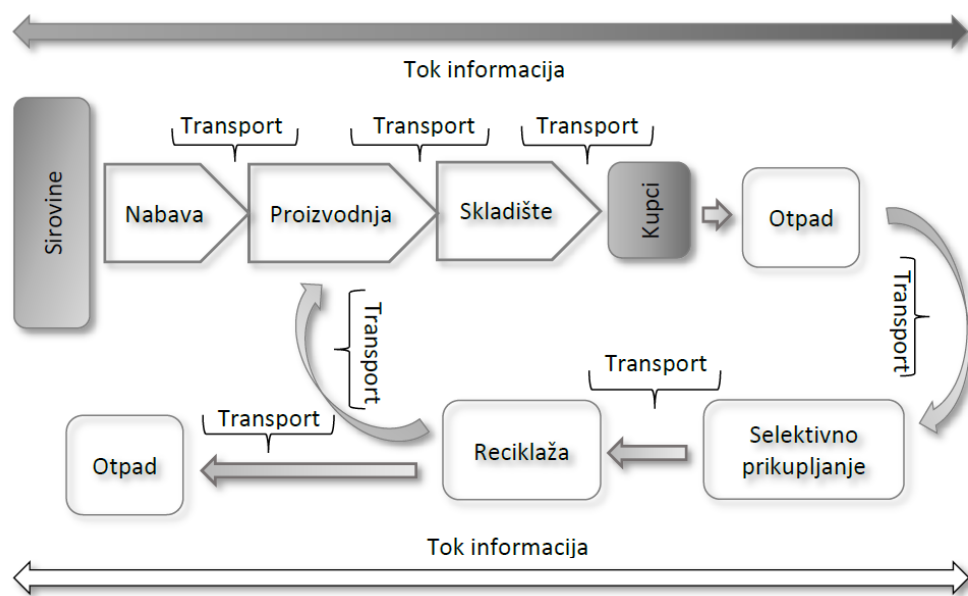 Tok informacija
Transport
Transport
Transport
Sirovine
Nabava
Proizvodnja
Skladište
Kupci
Otpad
Transport
Transport
Transport
Transport
Otpad
Reciklaža
Selektivno
prikupljanje
Tok informacija